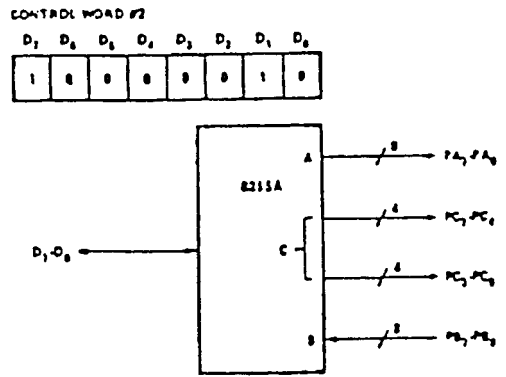 CONTROL WORD #2
D7 D6 D5 D4 D3 D2 D1 D0
1 0 0 0 0 0 1 0
A 8 PA7-PA0
8255A
4 PC7-PC4
D7-D0 C
4 PC3-PC0
B 8 PB7-PB0